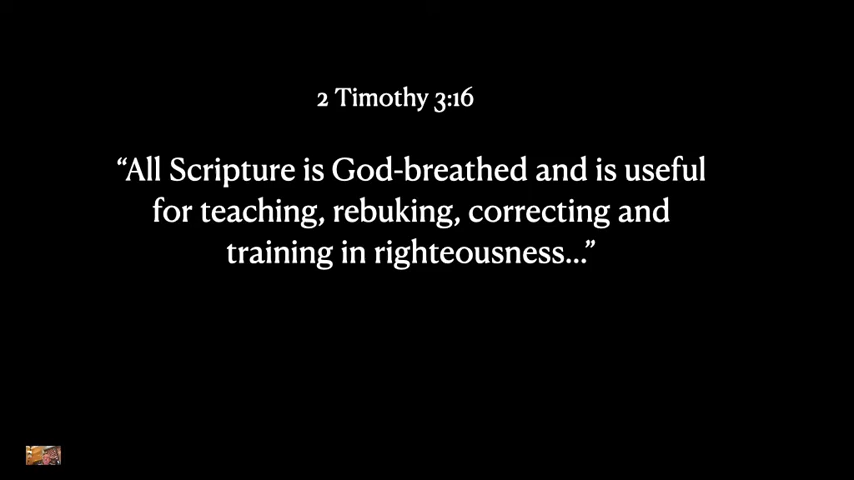 2 Timothy 3:16
“All Scripture is God-breathed and is useful
for teaching, rebuking, correcting and
training in righteousness...”